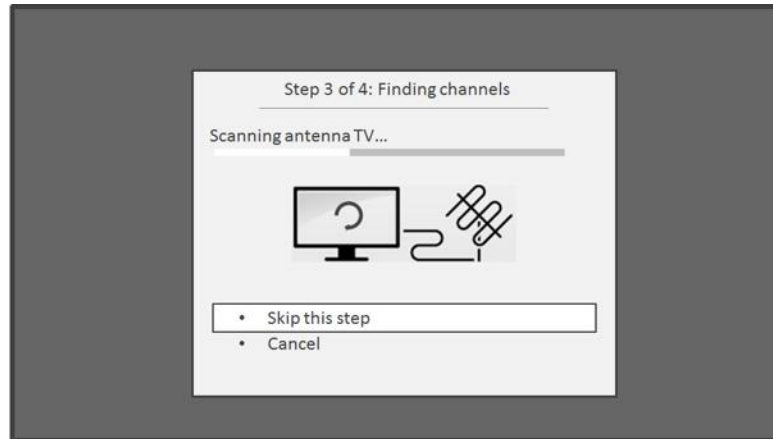 Step 3 of 4: Finding channels
Scanning antenna TV...
• Skip this step
• Cancel